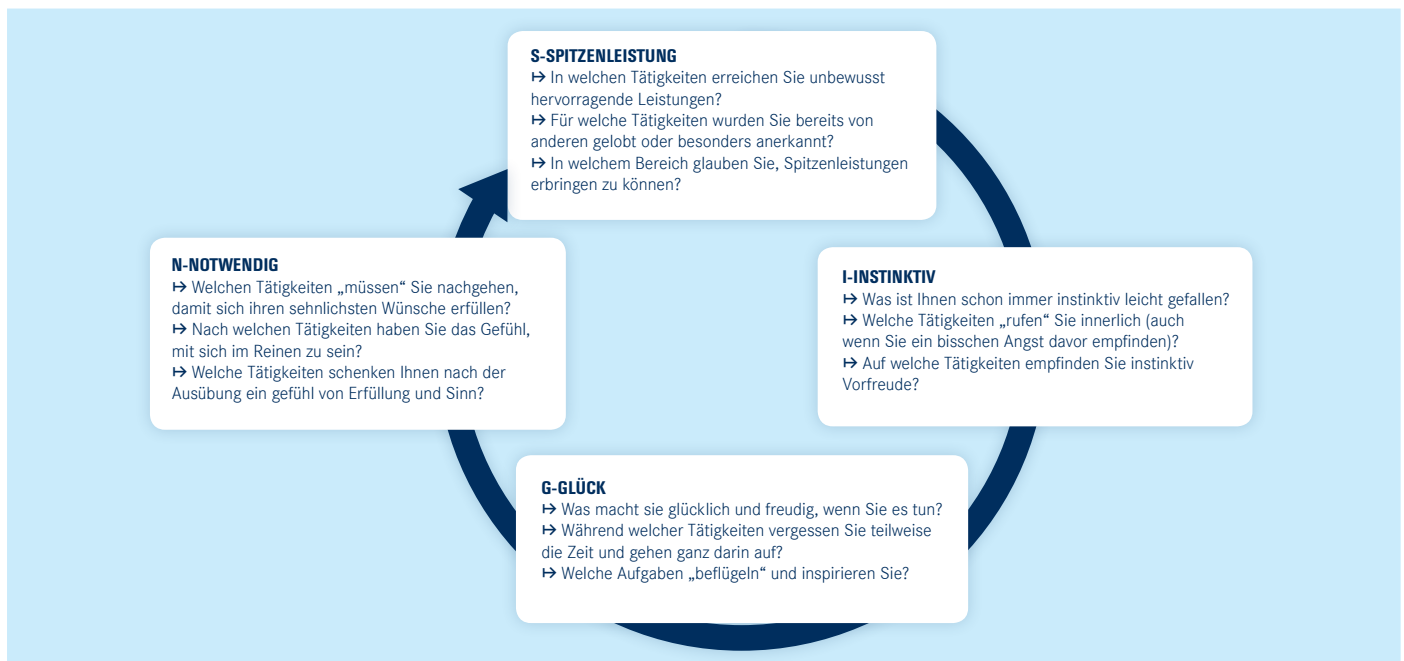 S-SPITZENLEISTUNG
↦ In welchen Tätigkeiten erreichen Sie unbewusst
hervorragende Leistungen?
↦ Für welche Tätigkeiten wurden Sie bereits von
anderen gelobt oder besonders anerkannt?
↦ In welchem Bereich glauben Sie, Spitzenleistungen
erbringen zu können?
I-INSTINKTIV
↦ Was ist Ihnen schon immer instinktiv leicht gefallen?
↦ Welche Tätigkeiten „rufen“ Sie innerlich (auch
wenn Sie ein bisschen Angst davor empfinden)?
↦ Auf welche Tätigkeiten empfinden Sie instinktiv
Vorfreude?
G-GLÜCK
↦ Was macht sie glücklich und freudig, wenn Sie es tun?
↦ Während welcher Tätigkeiten vergessen Sie teilweise
die Zeit und gehen ganz darin auf?
↦ Welche Aufgaben „beflügeln“ und inspirieren Sie?
N-NOTWENDIG
↦ Welchen Tätigkeiten „müssen“ Sie nachgehen,
damit sich ihren sehnlichsten Wünsche erfüllen?
↦ Nach welchen Tätigkeiten haben Sie das Gefühl,
mit sich im Reinen zu sein?
↦ Welche Tätigkeiten schenken Ihnen nach der
Ausübung ein gefühl von Erfüllung und Sinn?